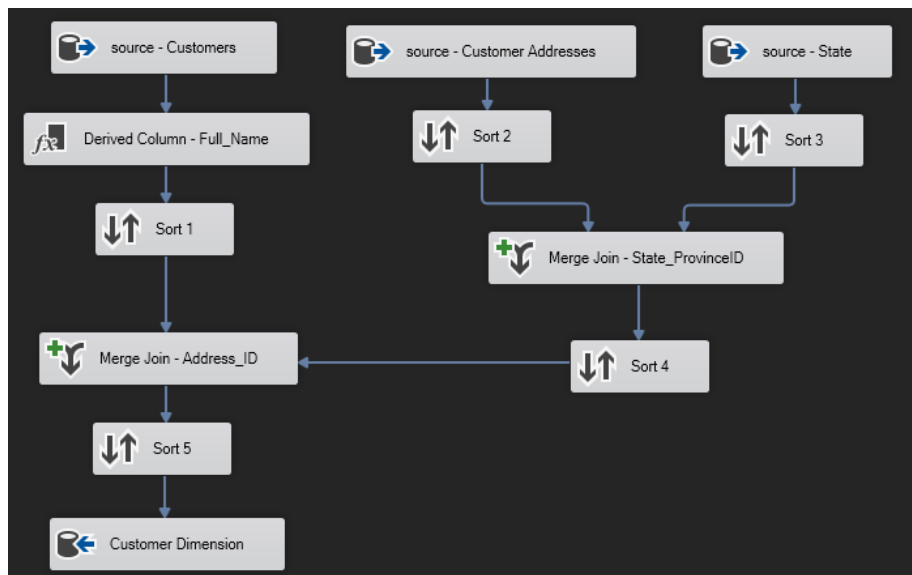 source - Customers
source - Customer Addresses
source - State
Derived Column - Full_Name
Sort 2
Sort 3
Sort 1
Merge Join - State_ProvinceID
Merge Join - Address_ID
Sort 4
Sort 5
Customer Dimension